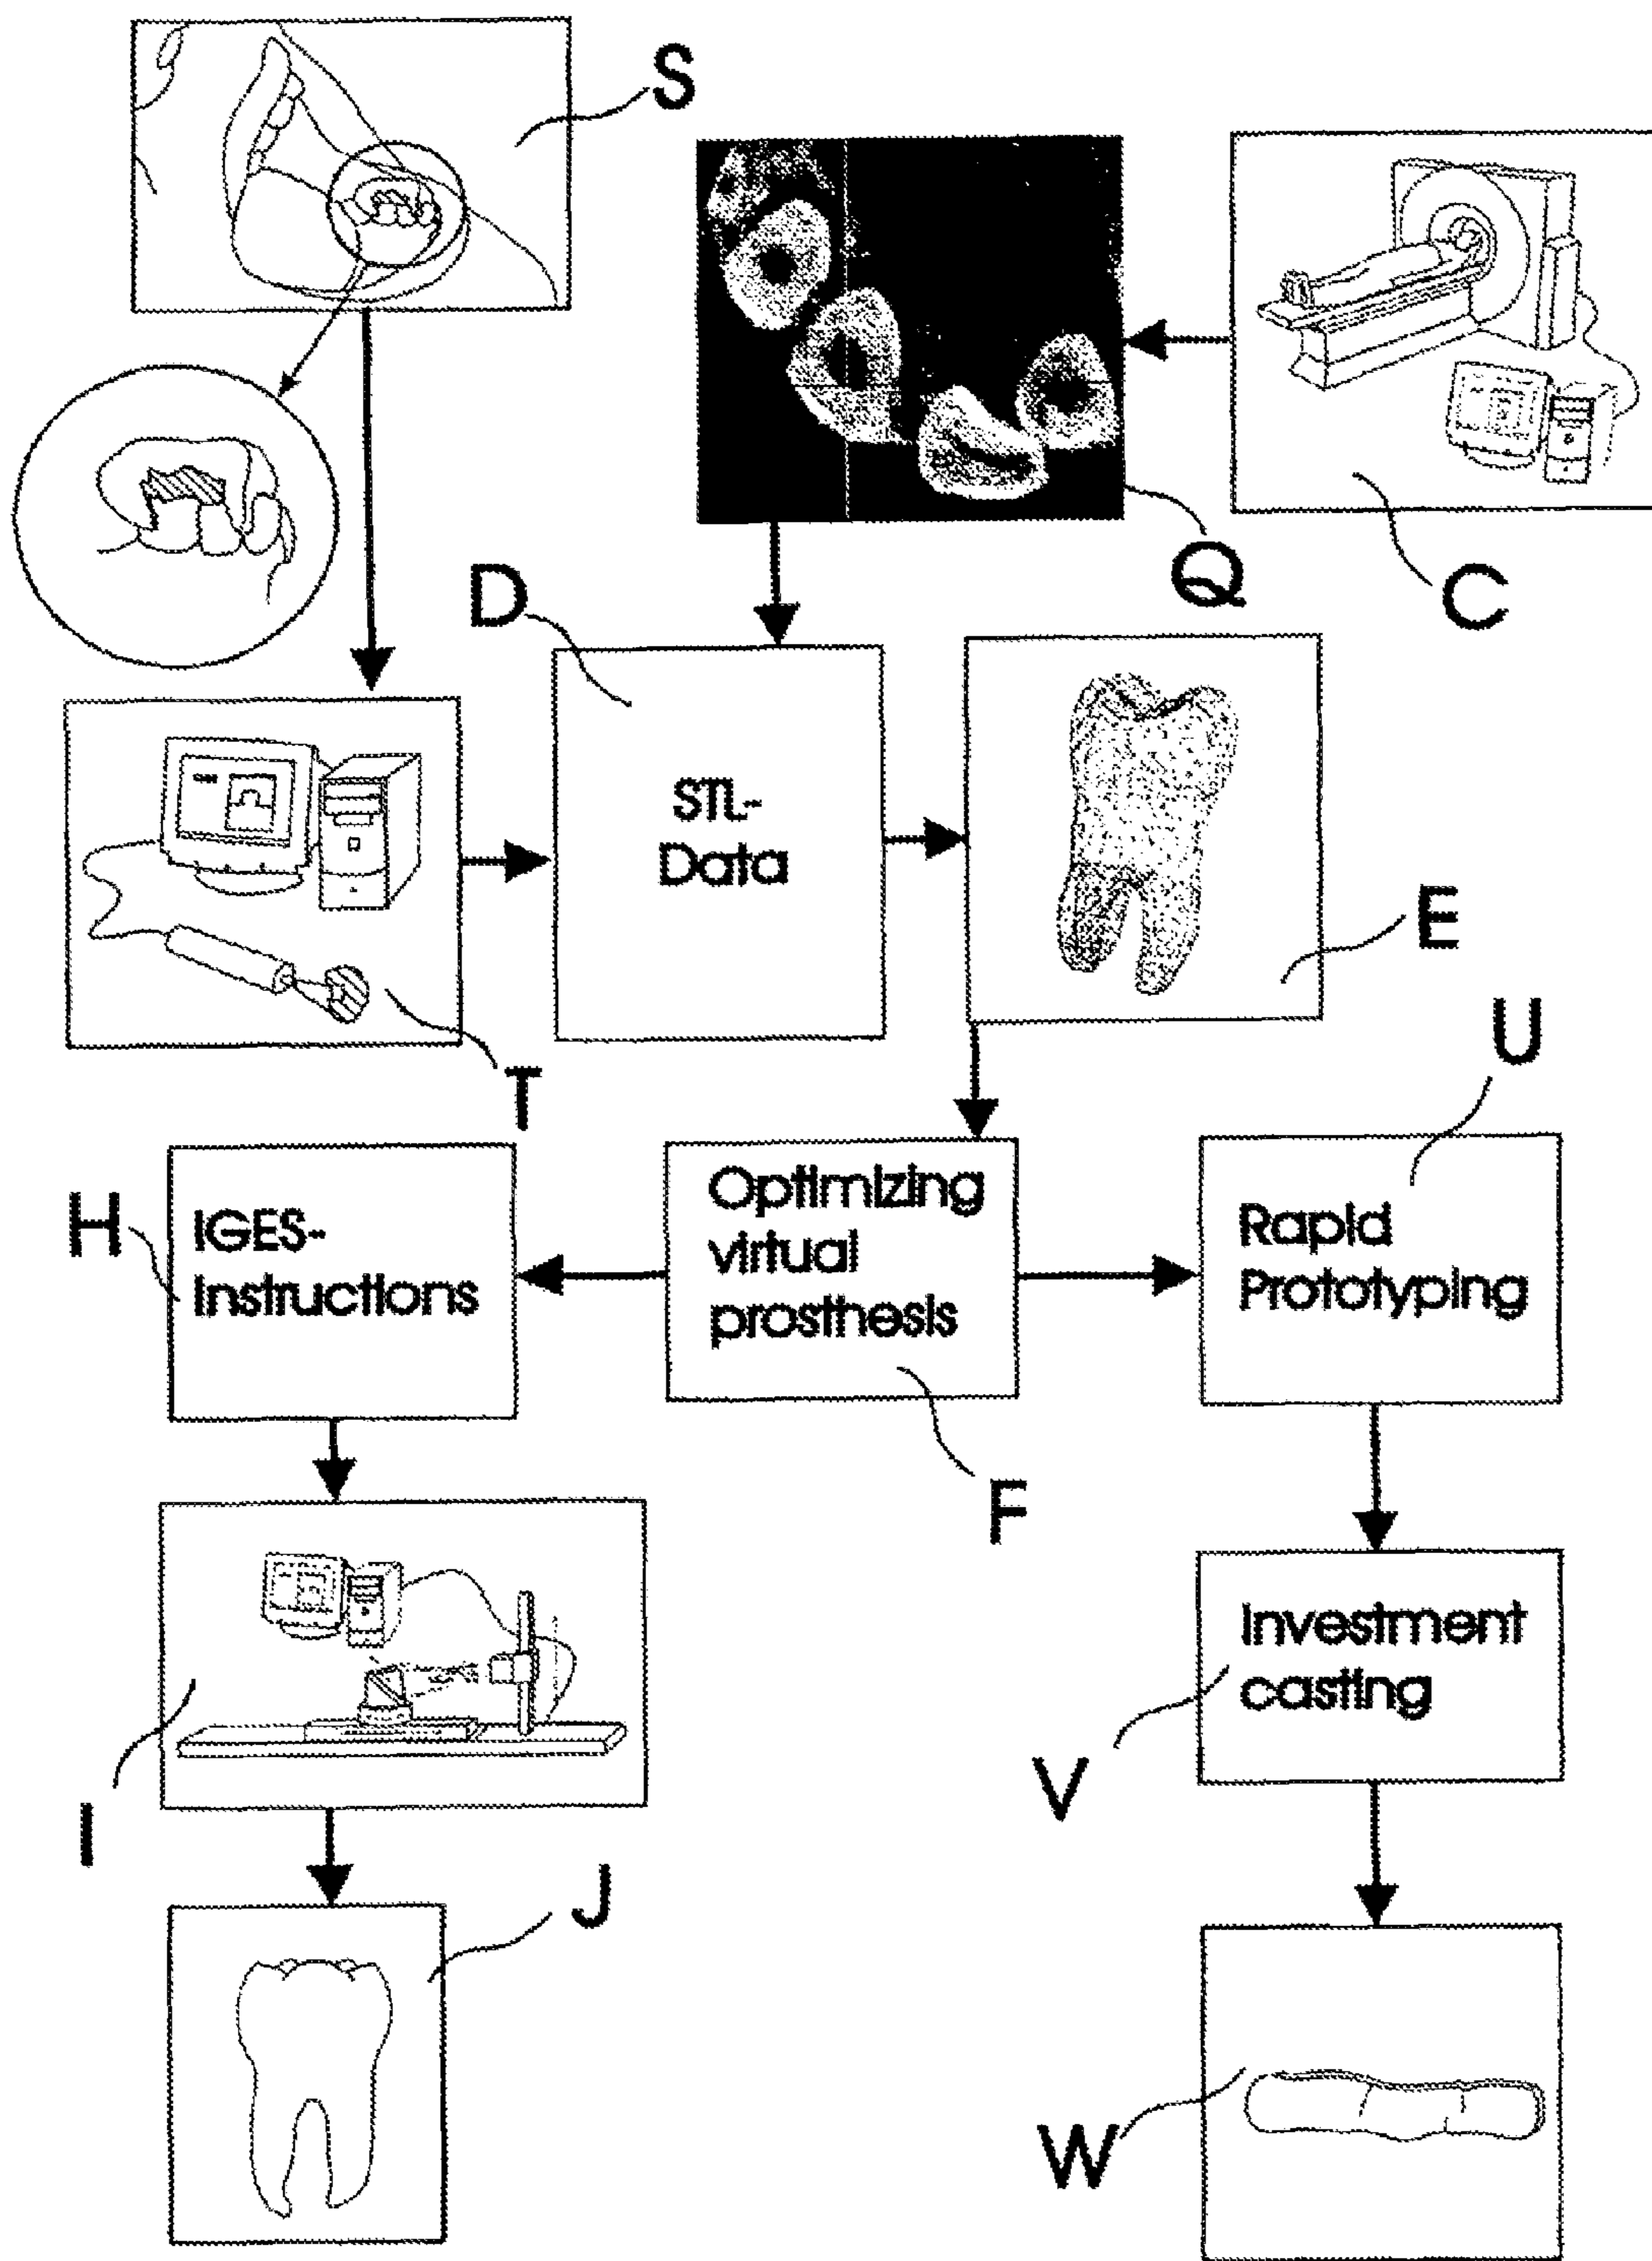 S
Q
C
D
STL-
Data
E
T
U
H
IGES-
Instructions
Optimizing
virtual
prosthesis
Rapid
Prototyping
F
Investment
casting
V
I
J
W